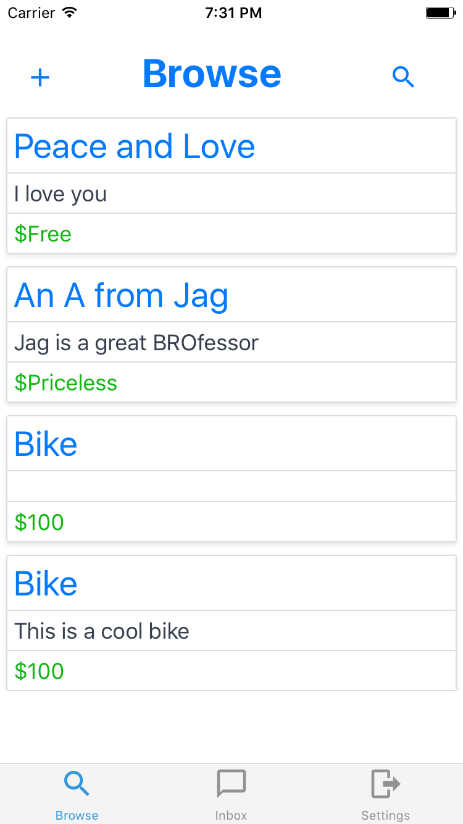 Carrier 7:31 PM
+ Browse
Peace and Love
I love you
$Free
An A from Jag
Jag is a great BROfessor
$Priceless
Bike
$100
Bike
This is a cool bike
$100
Browse Inbox Settings